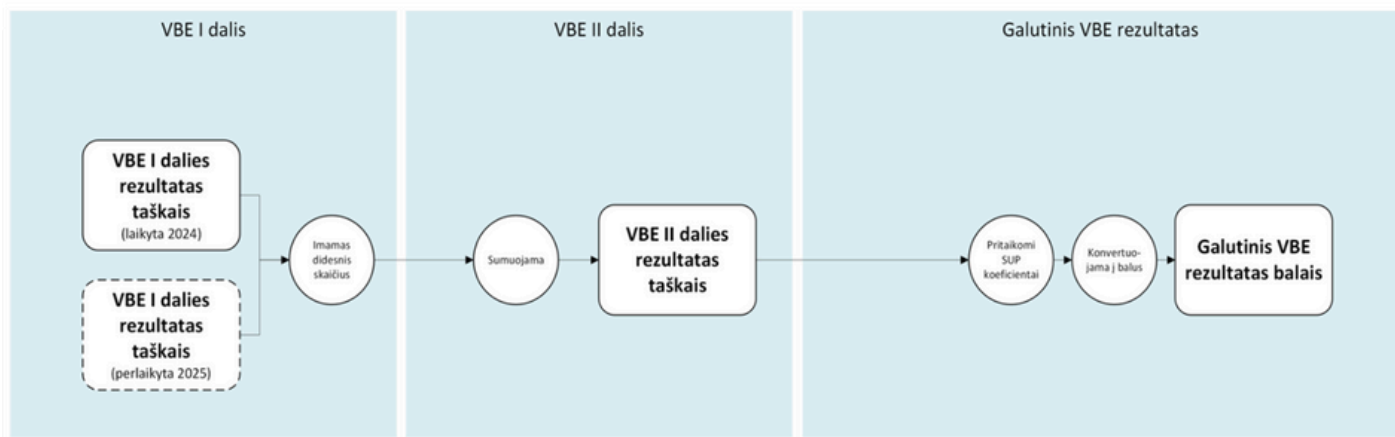 VBE I dalis
VBE I dalies
rezultatas
taškais
(laikyta 2024)
VBE I dalies
rezultatas
taškais
(perlaikyta 2025)
Imamas
didesnis
skaičius
VBE II dalis
Sumuojama
VBE II dalies
rezultatas
taškais
Galutinis VBE rezultatas
Pritaikomi
SUP
koeficientai
Konvertuo-
jama į balus
Galutinis VBE
rezultatas balais